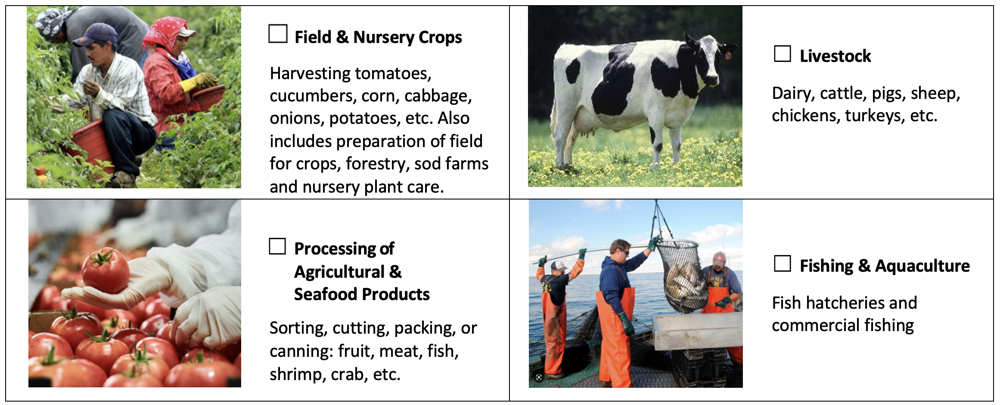 ☐ Field & Nursery Crops
Harvesting tomatoes,
cucumbers, corn, cabbage,
onions, potatoes, etc. Also
includes preparation of field
for crops, forestry, sod farms
and nursery plant care.
☐ Livestock
Dairy, cattle, pigs, sheep,
chickens, turkeys, etc.
☐ Processing of
Agricultural &
Seafood Products
Sorting, cutting, packing, or
canning: fruit, meat, fish,
shrimp, crab, etc.
☐ Fishing & Aquaculture
Fish hatcheries and
commercial fishing